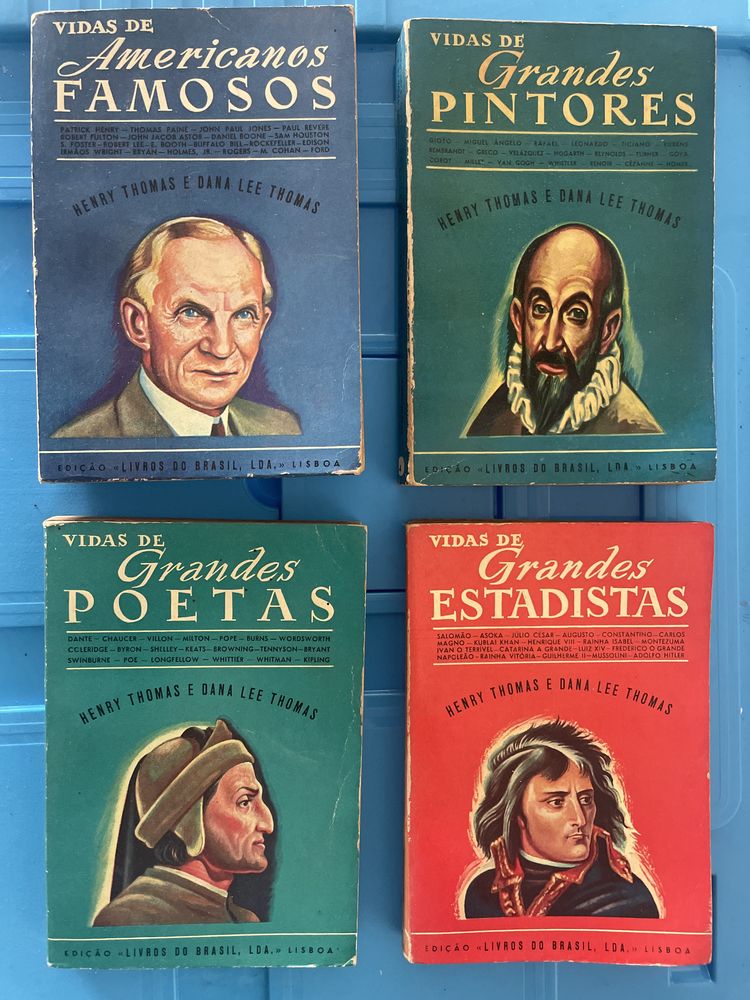 VIDAS DE
Americanos
FAMOSOS
PATRICK HENRY — THOMAS PAINE — JOHN PAUL JONES — PAUL REVERE
ROBERT FULTON — JOHN JACOB ASTOR — DANIEL BOONE — SAM HOUSTON
S. FOSTER — ROBERT LEE — E. BOOTH — BUFFALO BILL — ROCKEFELLER — EDISON
IRMÃOS WRIGHT — BRYAN — HOLMES, JR. — ROGERS — M. COHAN — FORD
HENRY THOMAS E DANA LEE THOMAS
EDIÇÃO «LIVROS DO BRASIL, LDA.» LISBOA
VIDAS DE
Grandes
PINTORES
GIOTO — MIGUEL ÂNGELO — RAFAEL — LEONARDO — TICIANO — RUBENS
REMBRANDT — GRECO — VELÁZQUEZ — HOGARTH — REYNOLDS — TURNER — GOYA
COROT — MILLET — VAN GOGH — WHISTLER — RENOIR — CÉZANNE — HOMER
HENRY THOMAS E DANA LEE THOMAS
EDIÇÃO «LIVROS DO BRASIL, LDA.» LISBOA
VIDAS DE
Grandes
POETAS
DANTE — CHAUCER — VILLON — MILTON — POPE — BURNS — WORDSWORTH
COLERIDGE — BYRON — SHELLEY — KEATS — BROWNING — TENNYSON — BRYANT
SWINBURNE — POE — LONGFELLOW — WHITTIER — WHITMAN — KIPLING
HENRY THOMAS E DANA LEE THOMAS
EDIÇÃO «LIVROS DO BRASIL, LDA.» LISBOA
VIDAS DE
Grandes
ESTADISTAS
SALOMÃO — ASOKA — JÚLIO CÉSAR — AUGUSTO — CONSTANTINO — CARLOS
MAGNO — KUBLAI KHAN — HENRIQUE VIII — RAINHA ISABEL — MONTEZUMA
IVAN O TERRÍVEL — CATARINA A GRANDE — LUIZ XIV — FREDERICO O GRANDE
NAPOLEÃO — RAINHA VITÓRIA — GUILHERME II — MUSSOLINI — ADOLFO HITLER
HENRY THOMAS E DANA LEE THOMAS
EDIÇÃO «LIVROS DO BRASIL, LDA.» LISBOA